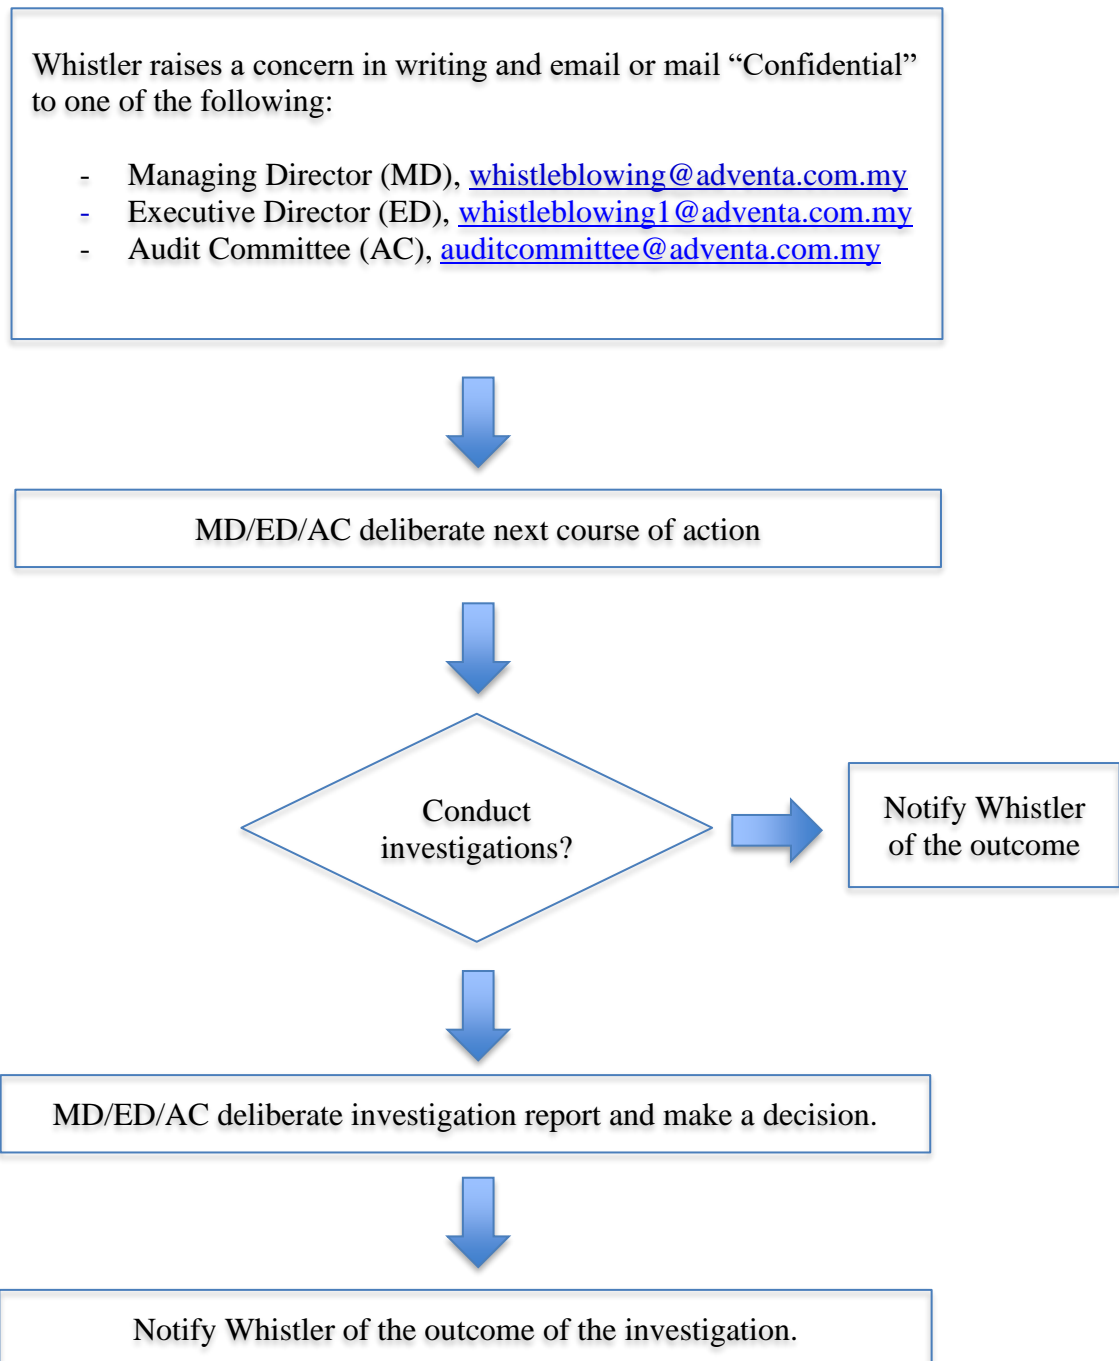 Whistler raises a concern in writing and email or mail “Confidential”
to one of the following:
- Managing Director (MD), whistleblowing@adventa.com.my
- Executive Director (ED), whistleblowing1@adventa.com.my
- Audit Committee (AC), auditcommittee@adventa.com.my
MD/ED/AC deliberate next course of action
Conduct
investigations?
Notify Whistler
of the outcome
MD/ED/AC deliberate investigation report and make a decision.
Notify Whistler of the outcome of the investigation.